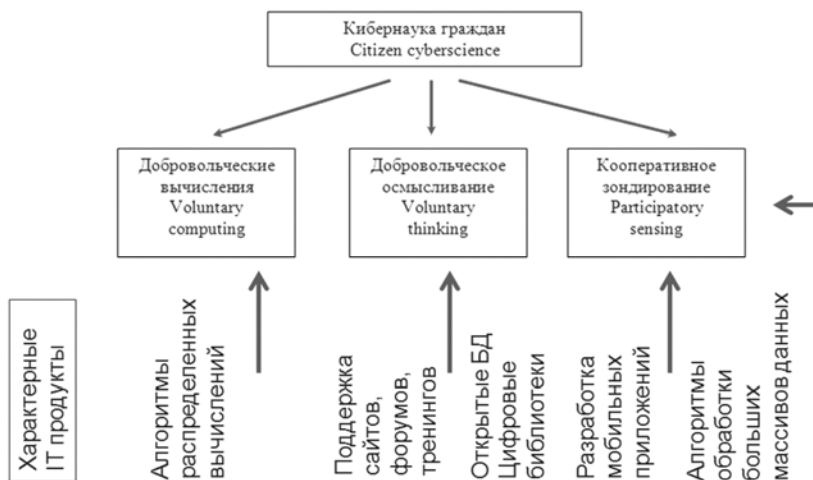 Кибернаука граждан
Citizen cyberscience
Добровольческие
вычисления
Voluntary
computing
Добровольческое
осмысливание
Voluntary
thinking
Кооперативное
зондирование
Participatory
sensing
Характерные
IT продукты
Алгоритмы
распределенных
вычислений
Поддержка
сайтов,
форумов,
тренингов
Открытые БД
Цифровые
библиотеки
Разработка
мобильных
приложений
Алгоритмы
обработки
больших
массивов данных